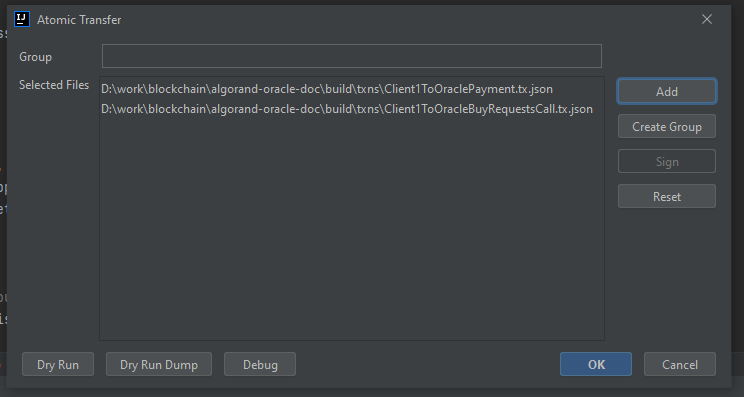 IJ Atomic Transfer
Group
Selected Files
D:\work\blockchain\algorand-oracle-doc\build\txns\Client1ToOraclePayment.tx.json
D:\work\blockchain\algorand-oracle-doc\build\txns\Client1ToOracleBuyRequestsCall.tx.json
Add
Create Group
Sign
Reset
Dry Run Dry Run Dump Debug OK Cancel